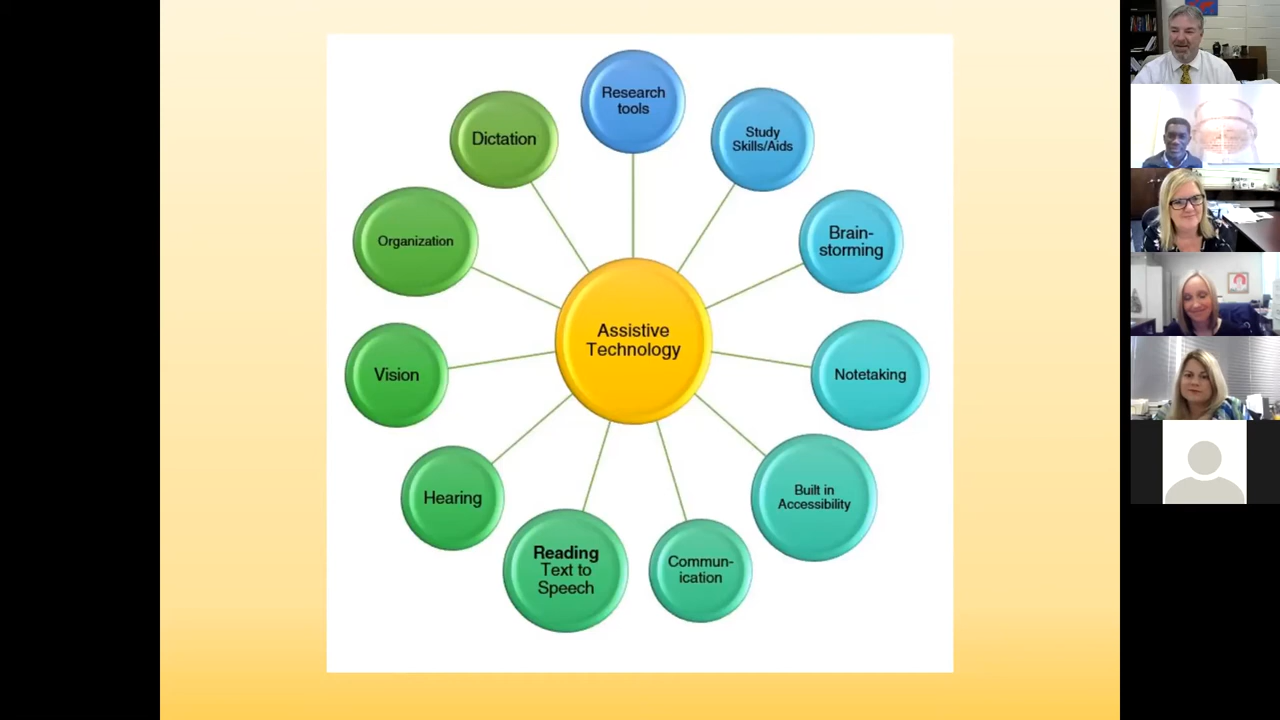 Research
tools
Study
Skills/Aids
Brain-
storming
Notetaking
Built in
Accessibility
Commun-
ication
Reading
Text to
Speech
Hearing
Vision
Organization
Dictation
Assistive
Technology